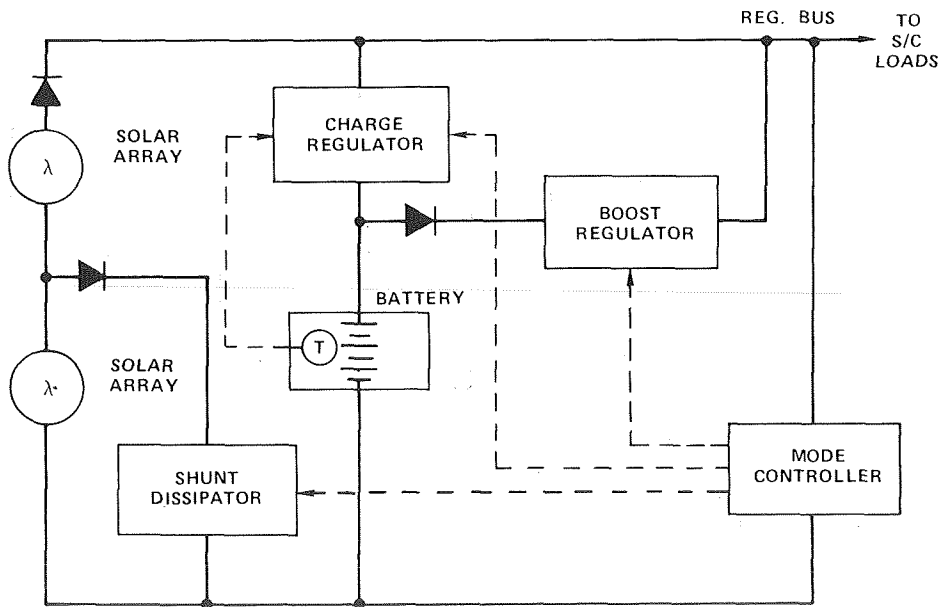 REG. BUS
TO
S/C
LOADS
SOLAR
ARRAY
λ
CHARGE
REGULATOR
BOOST
REGULATOR
BATTERY
T
SOLAR
ARRAY
λ
SHUNT
DISSIPATOR
MODE
CONTROLLER